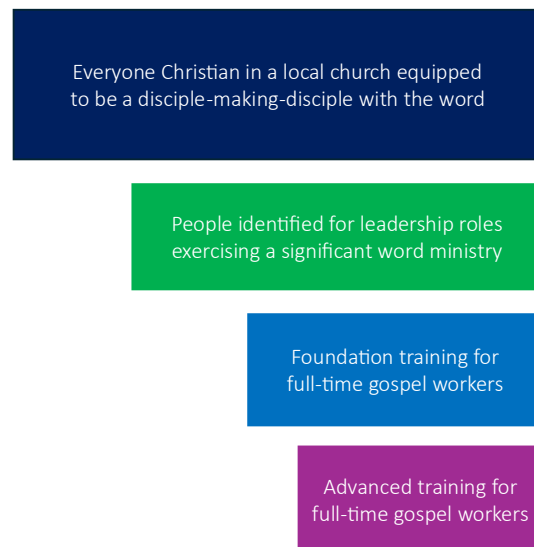 Everyone Christian in a local church equipped
to be a disciple-making-disciple with the word
People identified for leadership roles
exercising a significant word ministry
Foundation training for
full-time gospel workers
Advanced training for
full-time gospel workers